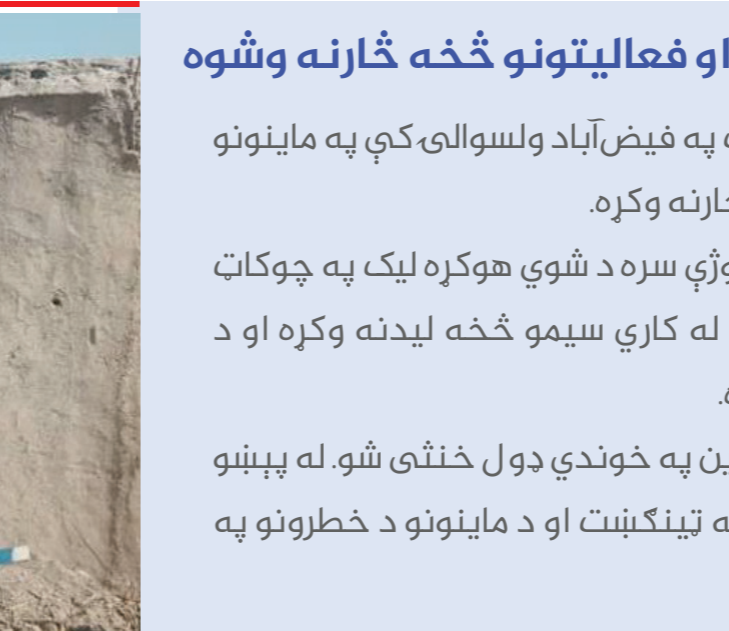 او فعالیتونو څخه څارنه وشوه
په فیض‌آباد ولسوالۍ کې په ماینونو
څارنه وکړه.
سره د شوي هوکړه لیک په چوکاټ
له کاري سیمو څخه لیدنه وکړه او د
په خوندي ډول خنثی شو. له پېښو
ټینګښت او د ماینونو د خطرونو په